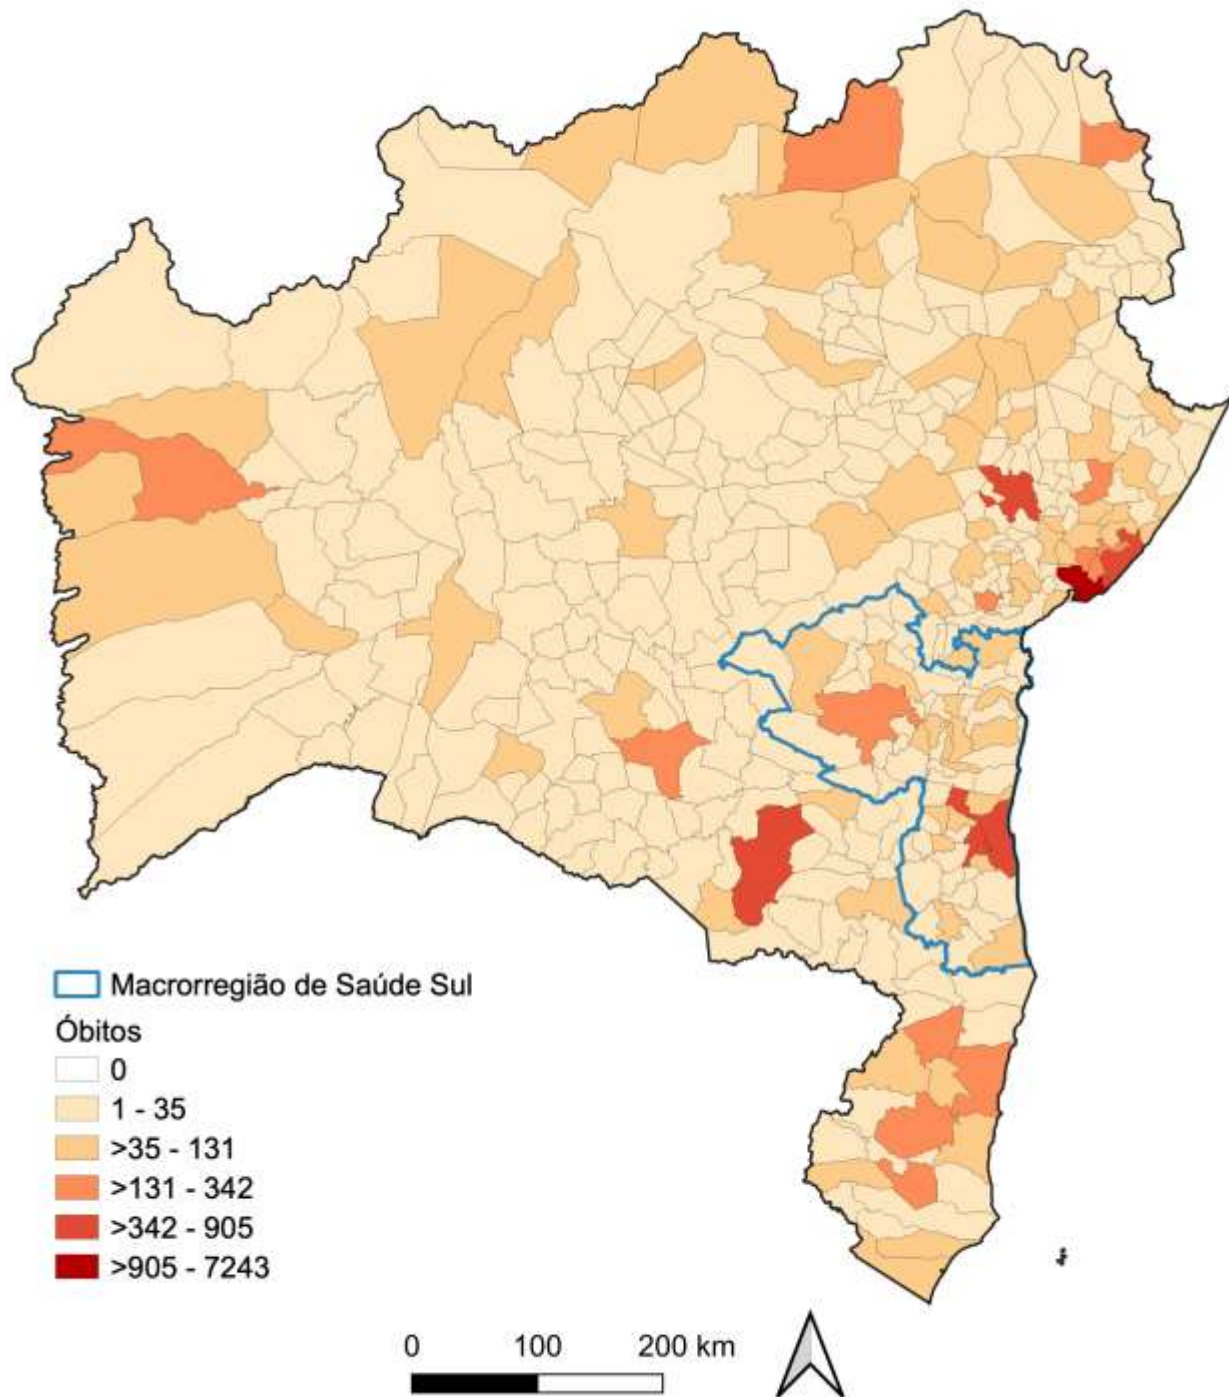 Macrorregião de Saúde Sul
Óbitos
0
1 - 35
>35 - 131
>131 - 342
>342 - 905
>905 - 7243
0 100 200 km